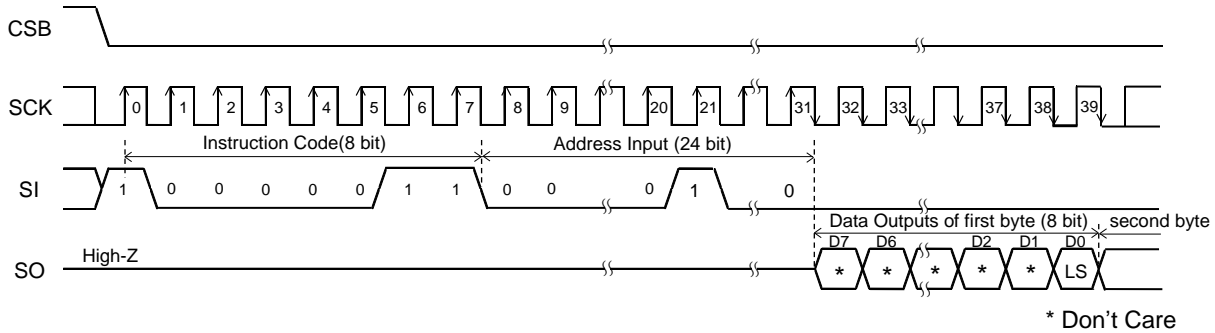 CSB
SCK 0 1 2 3 4 5 6 7 8 9 20 21 31 32 33 37 38 39
Instruction Code(8 bit) Address Input (24 bit)
SI 1 0 0 0 0 0 1 1 0 0 0 1 0
Data Outputs of first byte (8 bit) second byte
High-Z D7 D6 D2 D1 D0
SO * * * * * LS
* Don't Care